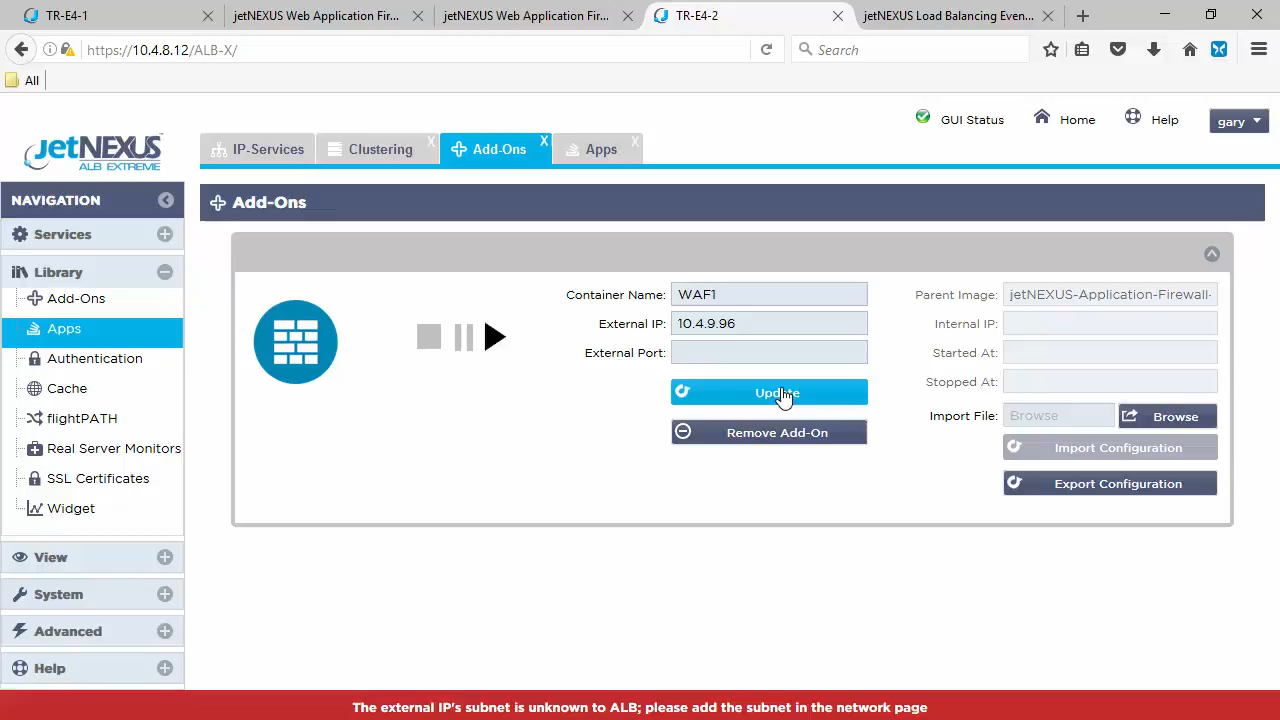 TR-E4-1
jetNEXUS Web Application Fir...
jetNEXUS Web Application Fir...
TR-E4-2
jetNEXUS Load Balancing Even...
https://10.4.8.12/ALB-X/
Search
All
jetNEXUS
ALB EXTREME
GUI Status
Home
Help
gary
IP-Services
Clustering X
Add-Ons X
Apps X
NAVIGATION
Services
Library
Add-Ons
Apps
Authentication
Cache
flightPATH
Real Server Monitors
SSL Certificates
Widget
View
System
Advanced
Help
Add-Ons
Container Name: WAF1
External IP: 10.4.9.96
External Port:
Update
Remove Add-On
Parent Image: jetNEXUS-Application-Firewall-
Internal IP:
Started At:
Stopped At:
Import File: Browse Browse
Import Configuration
Export Configuration
The external IP's subnet is unknown to ALB; please add the subnet in the network page